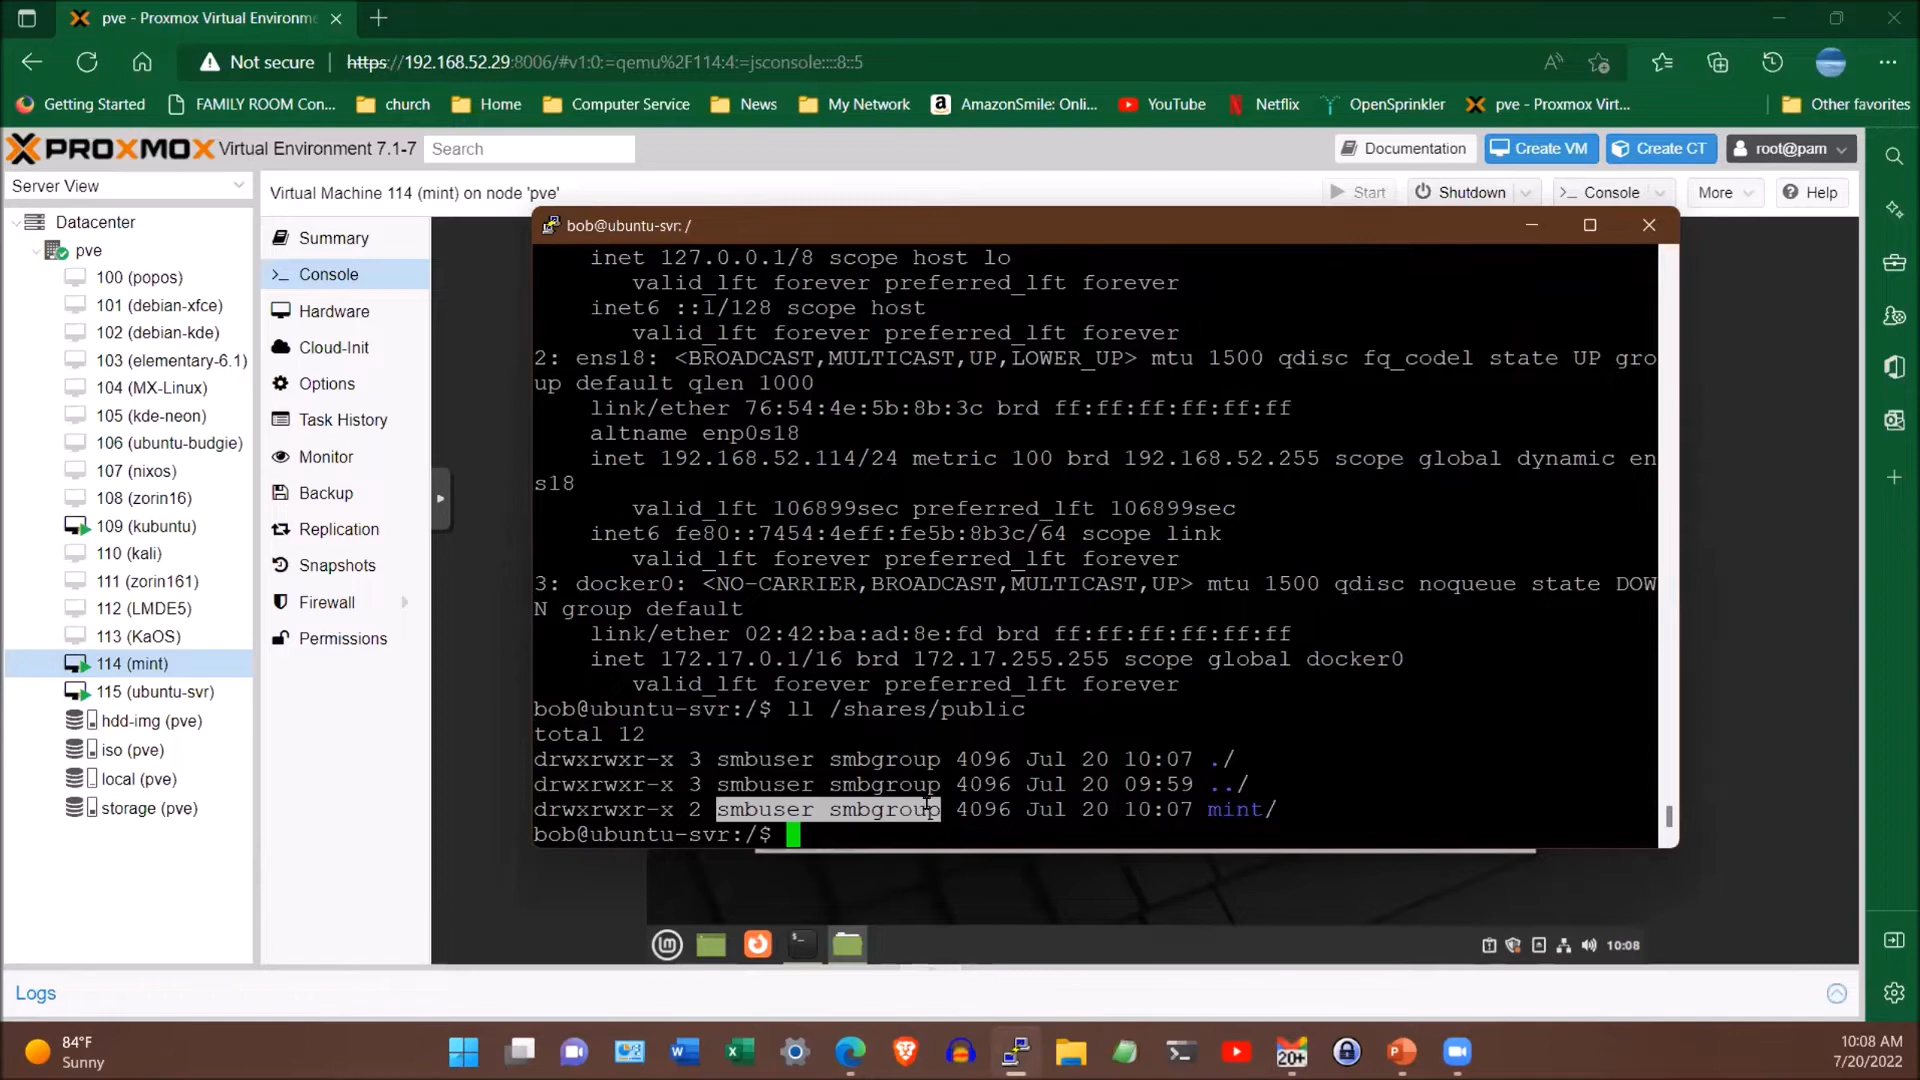 pve - Proxmox Virtual Environme
Not secure
https://192.168.52.29:8006/#v1:0:=qemu%2F114:4:=jsconsole::::8::5
Getting Started
FAMILY ROOM Con...
church
Home
Computer Service
News
My Network
AmazonSmile: Onli...
YouTube
Netflix
OpenSprinkler
pve - Proxmox Virt...
Other favorites
PROXMOX Virtual Environment 7.1-7
Search
Documentation
Create VM
Create CT
root@pam
Server View
Virtual Machine 114 (mint) on node 'pve'
Start
Shutdown
Console
More
Help
Datacenter
pve
100 (popos)
101 (debian-xfce)
102 (debian-kde)
103 (elementary-6.1)
104 (MX-Linux)
105 (kde-neon)
106 (ubuntu-budgie)
107 (nixos)
108 (zorin16)
109 (kubuntu)
110 (kali)
111 (zorin161)
112 (LMDE5)
113 (KaOS)
114 (mint)
115 (ubuntu-svr)
hdd-img (pve)
iso (pve)
local (pve)
storage (pve)
Summary
Console
Hardware
Cloud-Init
Options
Task History
Monitor
Backup
Replication
Snapshots
Firewall
Permissions
bob@ubuntu-svr: /
inet 127.0.0.1/8 scope host lo
valid_lft forever preferred_lft forever
inet6 ::1/128 scope host
valid_lft forever preferred_lft forever
2: ens18: <BROADCAST,MULTICAST,UP,LOWER_UP> mtu 1500 qdisc fq_codel state UP gro
up default qlen 1000
link/ether 76:54:4e:5b:8b:3c brd ff:ff:ff:ff:ff:ff
altname enp0s18
inet 192.168.52.114/24 metric 100 brd 192.168.52.255 scope global dynamic en
s18
valid_lft 106899sec preferred_lft 106899sec
inet6 fe80::7454:4eff:fe5b:8b3c/64 scope link
valid_lft forever preferred_lft forever
3: docker0: <NO-CARRIER,BROADCAST,MULTICAST,UP> mtu 1500 qdisc noqueue state DOW
N group default
link/ether 02:42:ba:ad:8e:fd brd ff:ff:ff:ff:ff:ff
inet 172.17.0.1/16 brd 172.17.255.255 scope global docker0
valid_lft forever preferred_lft forever
bob@ubuntu-svr:/$ ll /shares/public
total 12
drwxrwxr-x 3 smbuser smbgroup 4096 Jul 20 10:07 ./
drwxrwxr-x 3 smbuser smbgroup 4096 Jul 20 09:59 ../
drwxrwxr-x 2 smbuser smbgroup 4096 Jul 20 10:07 mint/
bob@ubuntu-svr:/$
10:08
Logs
84°F
Sunny
20+
10:08 AM
7/20/2022